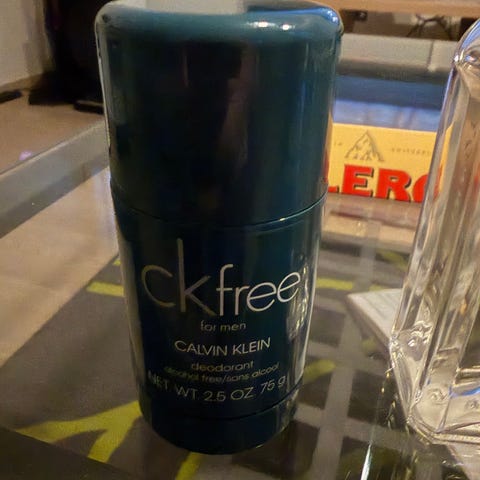 ckfree
for men
CALVIN KLEIN
deodorant
alcohol free/sans alcool
NET WT. 2.5 OZ. 75 g
LERO